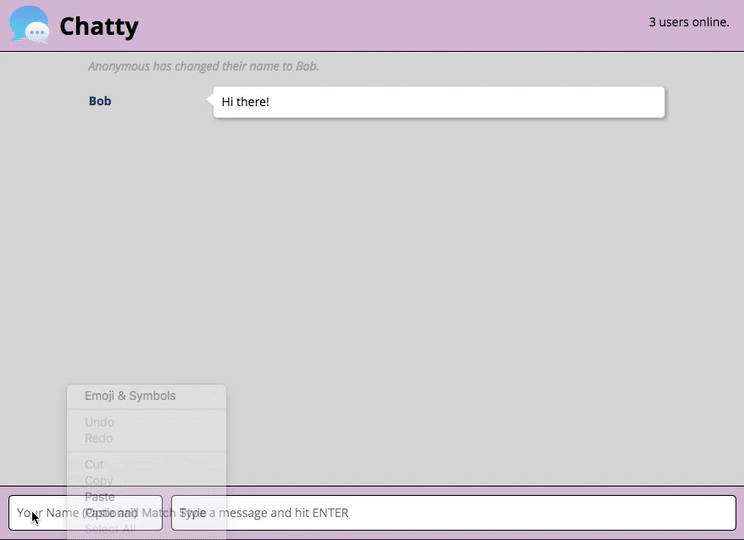 Chatty
3 users online.
Anonymous has changed their name to Bob.
Bob
Hi there!
Emoji & Symbols
Undo
Redo
Cut
Copy
Paste
Paste and Match Style
Select All
Your Name (Optional)
Type a message and hit ENTER